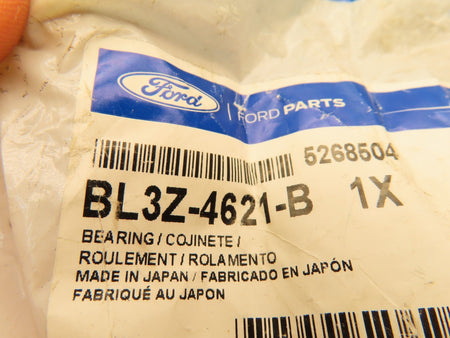 Ford
FORD PARTS
5268504
BL3Z-4621-B 1X
BEARING / COJINETE /
ROULEMENT / ROLAMENTO
MADE IN JAPAN / FABRICADO EN JAPÓN
FABRIQUÉ AU JAPON